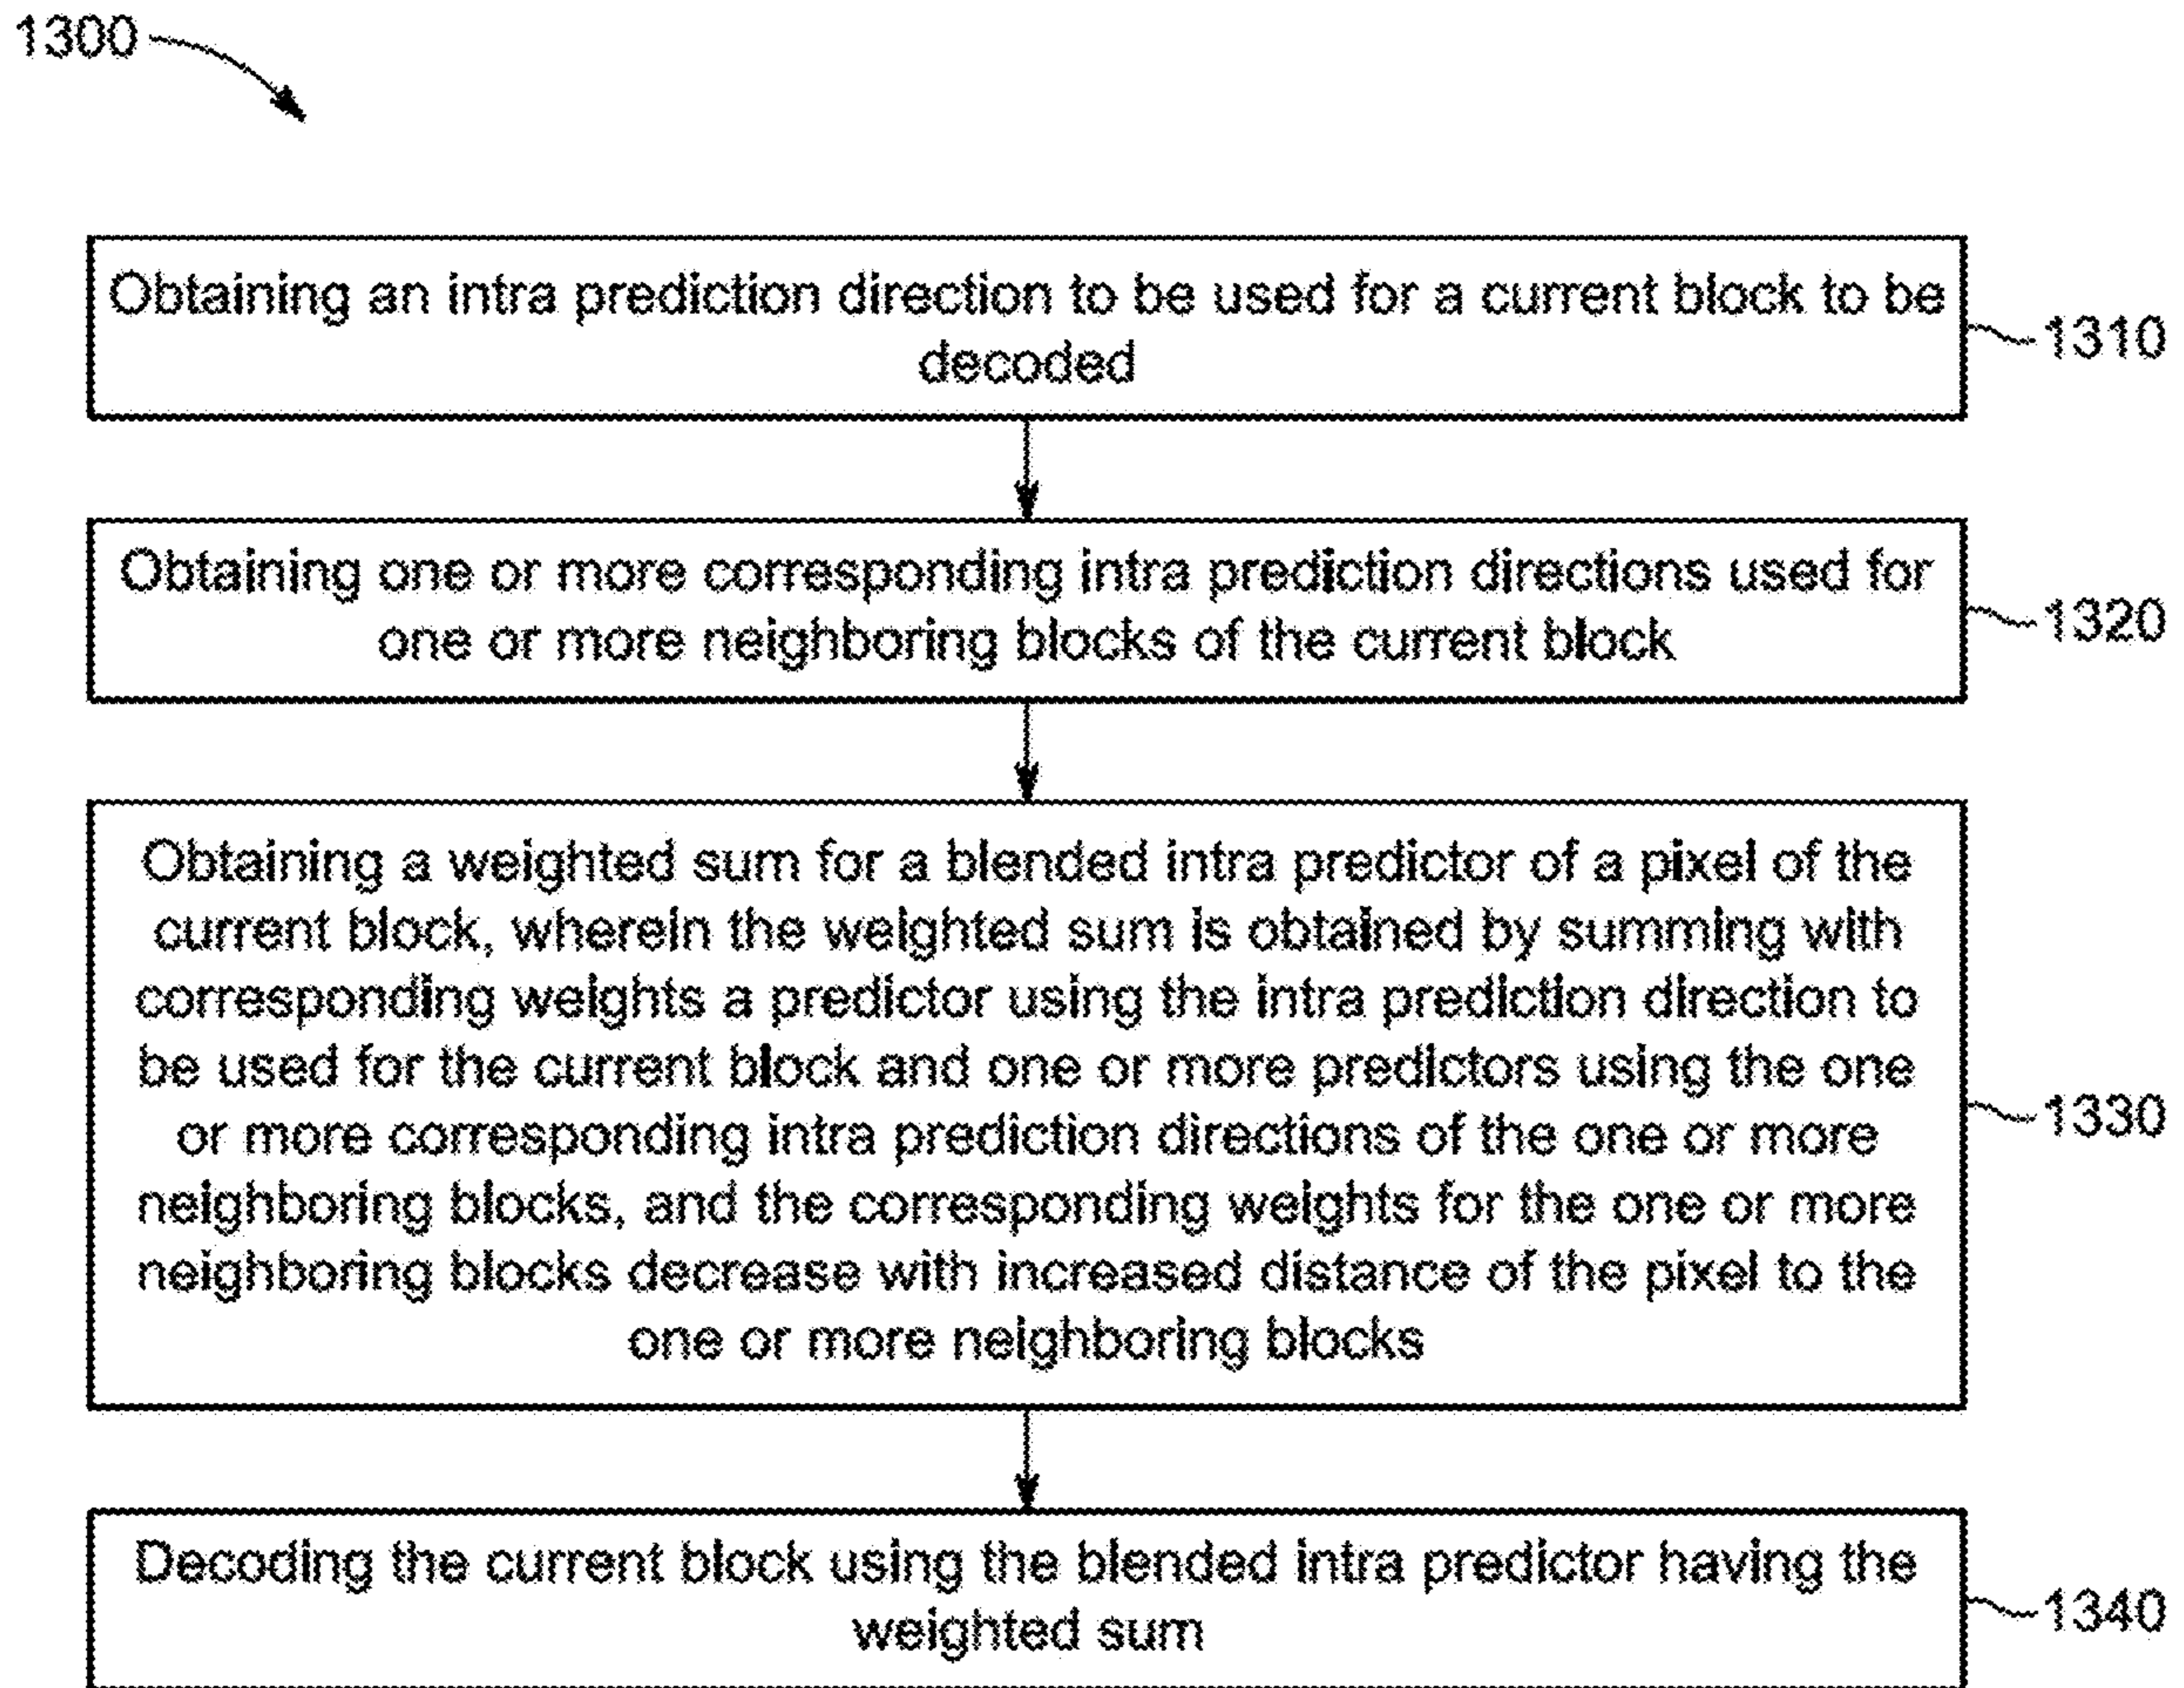 1300
Obtaining an intra prediction direction to be used for a current block to be
decoded
1310
Obtaining one or more corresponding intra prediction directions used for
one or more neighboring blocks of the current block
1320
Obtaining a weighted sum for a blended intra predictor of a pixel of the
current block, wherein the weighted sum is obtained by summing with
corresponding weights a predictor using the intra prediction direction to
be used for the current block and one or more predictors using the one
or more corresponding intra prediction directions of the one or more
neighboring blocks, and the corresponding weights for the one or more
neighboring blocks decrease with increased distance of the pixel to the
one or more neighboring blocks
1330
Decoding the current block using the blended intra predictor having the
weighted sum
1340